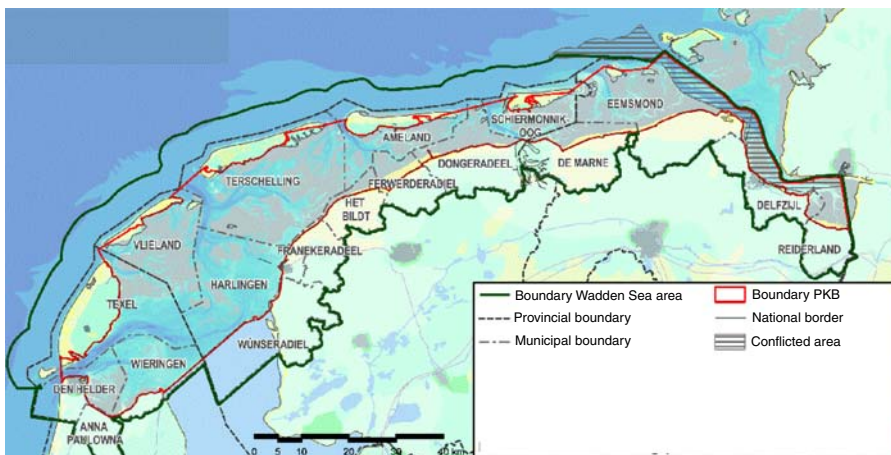 EEMSMOND
SCHIERMONNIK-
OOG
AMELAND
DONGERADEEL
DE MARNE
TERSCHELLING
FERWERDERADIEL
HET
BILDT
DELFZIJL
VLIELAND
FRANEKERADEEL
REIDERLAND
HARLINGEN
TEXEL
WÚNSERADIEL
WIERINGEN
DEN HELDER
ANNA
PAULOWNA
Boundary Wadden Sea area
Boundary PKB
Provincial boundary
National border
Municipal boundary
Conflicted area
0 5 10 20 30 40 km